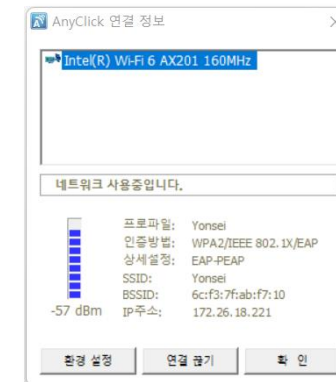 AnyClick 연결 정보
Intel(R) Wi-Fi 6 AX201 160MHz
네트워크 사용중입니다.
프로파일: Yonsei
인증방법: WPA2/IEEE 802.1X/EAP
상세설정: EAP-PEAP
SSID: Yonsei
BSSID: 6c:f3:7f:ab:f7:10
-57 dBm IP주소: 172.26.18.221
환경 설정 연결 끊기 확 인